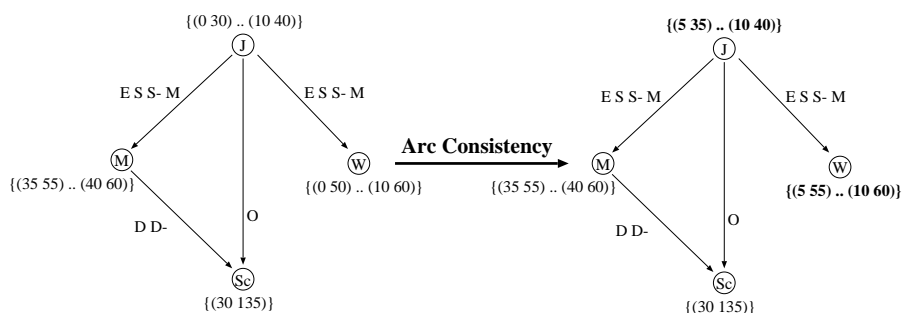 {(0 30) .. (10 40)}
J
E S S- M
E S S- M
M
{(35 55) .. (40 60)}
W
{(0 50) .. (10 60)}
D D-
O
Sc
{(30 135)}
Arc Consistency
{(5 35) .. (10 40)}
J
E S S- M
E S S- M
M
{(35 55) .. (40 60)}
W
{(5 55) .. (10 60)}
D D-
O
Sc
{(30 135)}